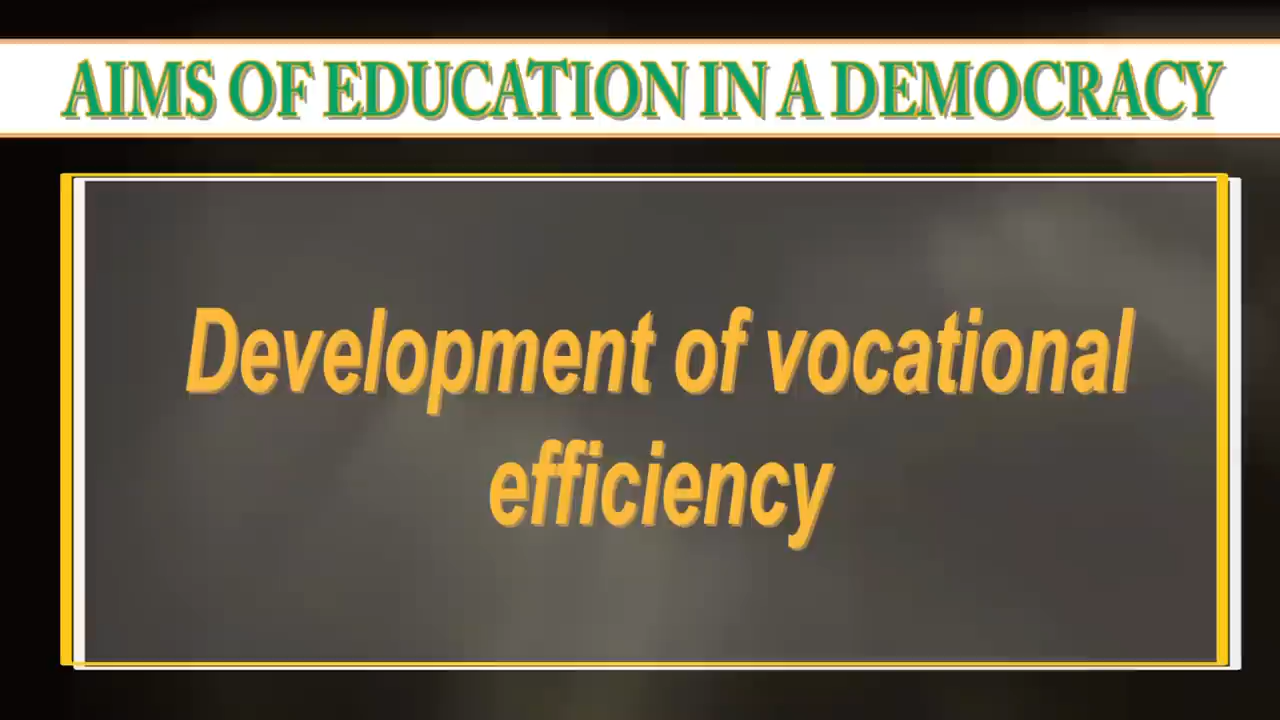 AIMS OF EDUCATION IN A DEMOCRACY
Development of vocational
efficiency